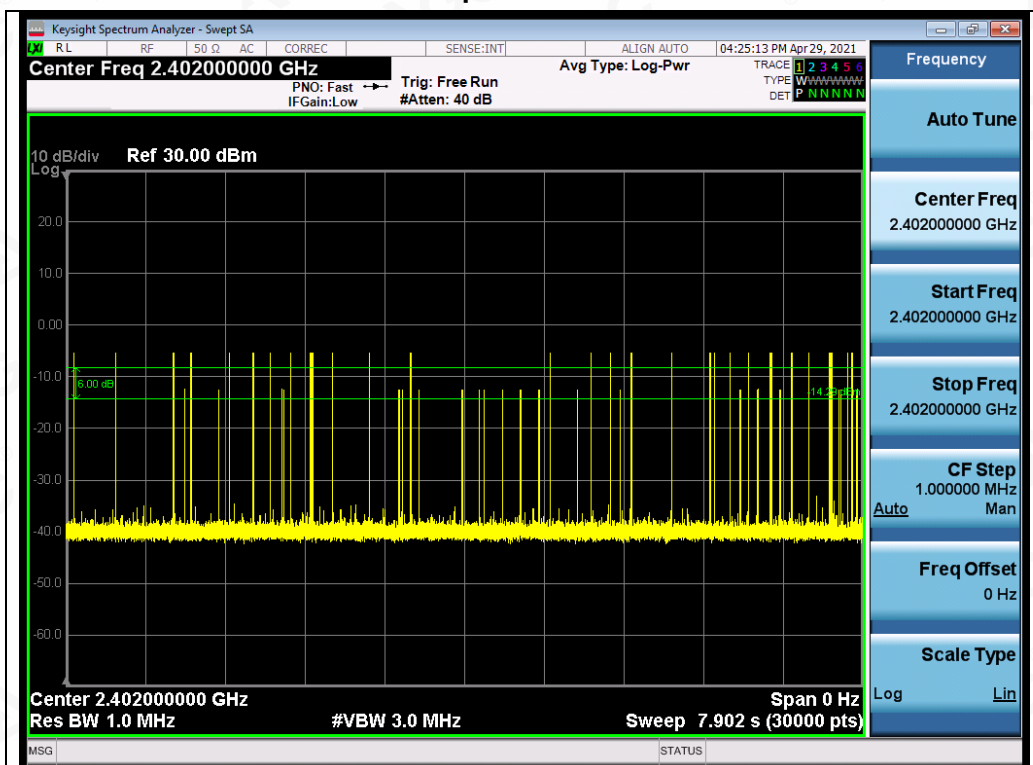 Keysight Spectrum Analyzer - Swept SA
LXI RL RF 50 Ω AC CORREC SENSE:INT ALIGN AUTO 04:25:13 PM Apr 29, 2021
Center Freq 2.402000000 GHz
PNO: Fast
IFGain:Low
Trig: Free Run
#Atten: 40 dB
Avg Type: Log-Pwr
TRACE 1 2 3 4 5 6
TYPE WWWWWW
DET P N N N N N
10 dB/div Ref 30.00 dBm
Log
20.0
10.0
0.00
-10.0
6.00 dB
-14.29 dBm
-20.0
-30.0
-40.0
-50.0
-60.0
Center 2.402000000 GHz Span 0 Hz
Res BW 1.0 MHz #VBW 3.0 MHz Sweep 7.902 s (30000 pts)
MSG STATUS
Frequency
Auto Tune
Center Freq
2.402000000 GHz
Start Freq
2.402000000 GHz
Stop Freq
2.402000000 GHz
CF Step
1.000000 MHz
Auto Man
Freq Offset
0 Hz
Scale Type
Log Lin